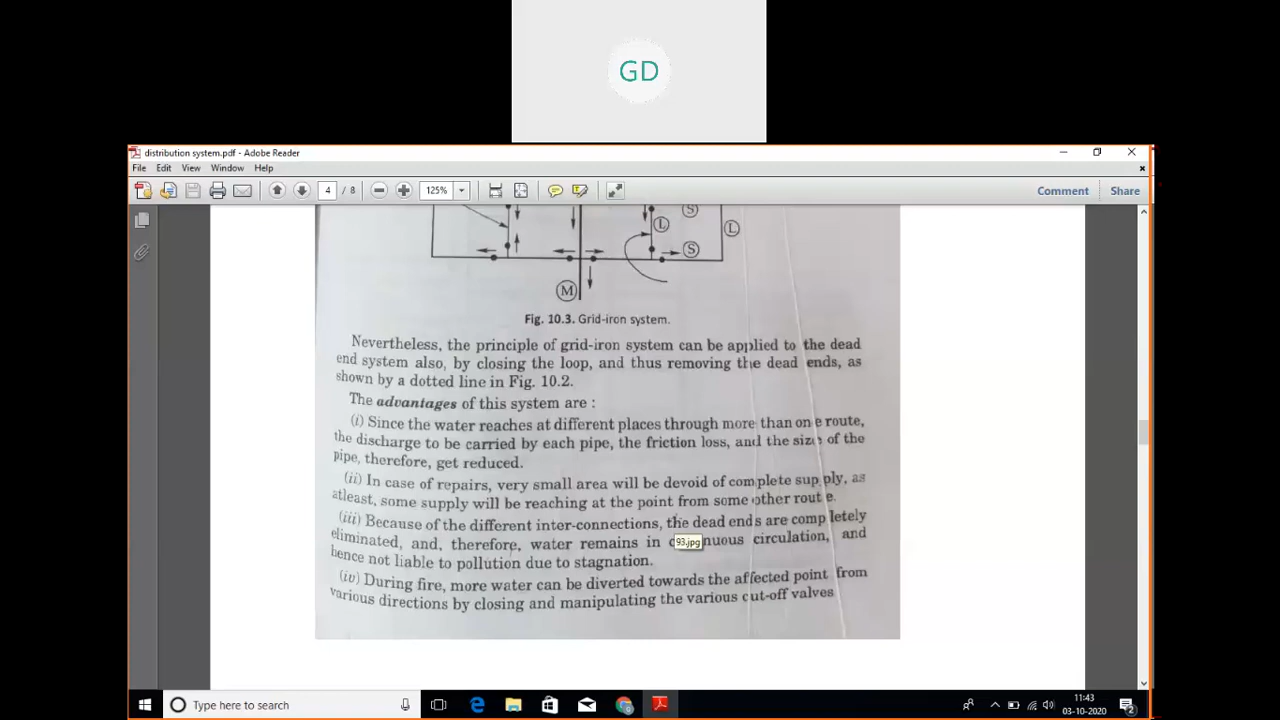 GD
distribution system.pdf - Adobe Reader
File Edit View Window Help
4 / 8 125% Comment Share
S
L
L
S
M
Fig. 10.3. Grid-iron system.
Nevertheless, the principle of grid-iron system can be applied to the dead
end system also, by closing the loop, and thus removing the dead ends, as
shown by a dotted line in Fig. 10.2.
The advantages of this system are :
(i) Since the water reaches at different places through more than one route,
the discharge to be carried by each pipe, the friction loss, and the size of the
pipe, therefore, get reduced.
(ii) In case of repairs, very small area will be devoid of complete supply, as
atleast, some supply will be reaching at the point from some other route.
(iii) Because of the different inter-connections, the dead ends are completely
eliminated, and, therefore, water remains in c nuous circulation, and
93.jpg
hence not liable to pollution due to stagnation.
(iv) During fire, more water can be diverted towards the affected point from
various directions by closing and manipulating the various cut-off valves
Type here to search
11:43
03-10-2020
2